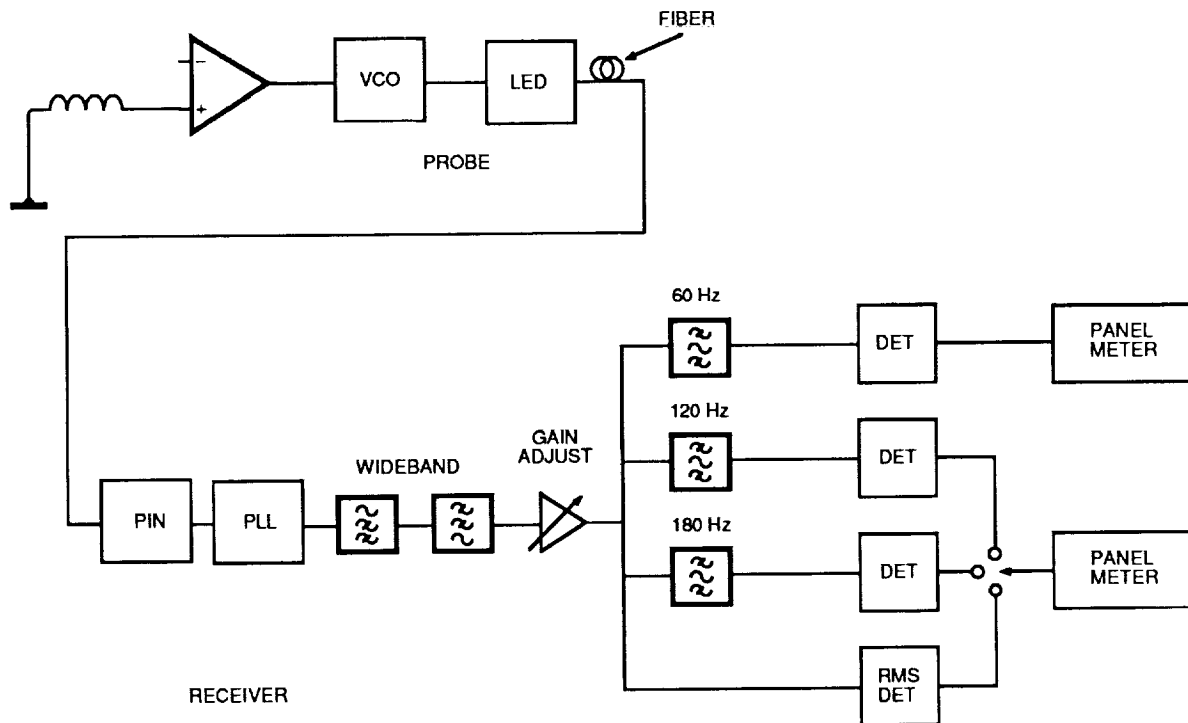 FIBER
-
+
VCO
LED
PROBE
60 Hz
DET
PANEL
METER
120 Hz
DET
GAIN
ADJUST
WIDEBAND
180 Hz
PIN
PLL
DET
PANEL
METER
RMS
DET
RECEIVER